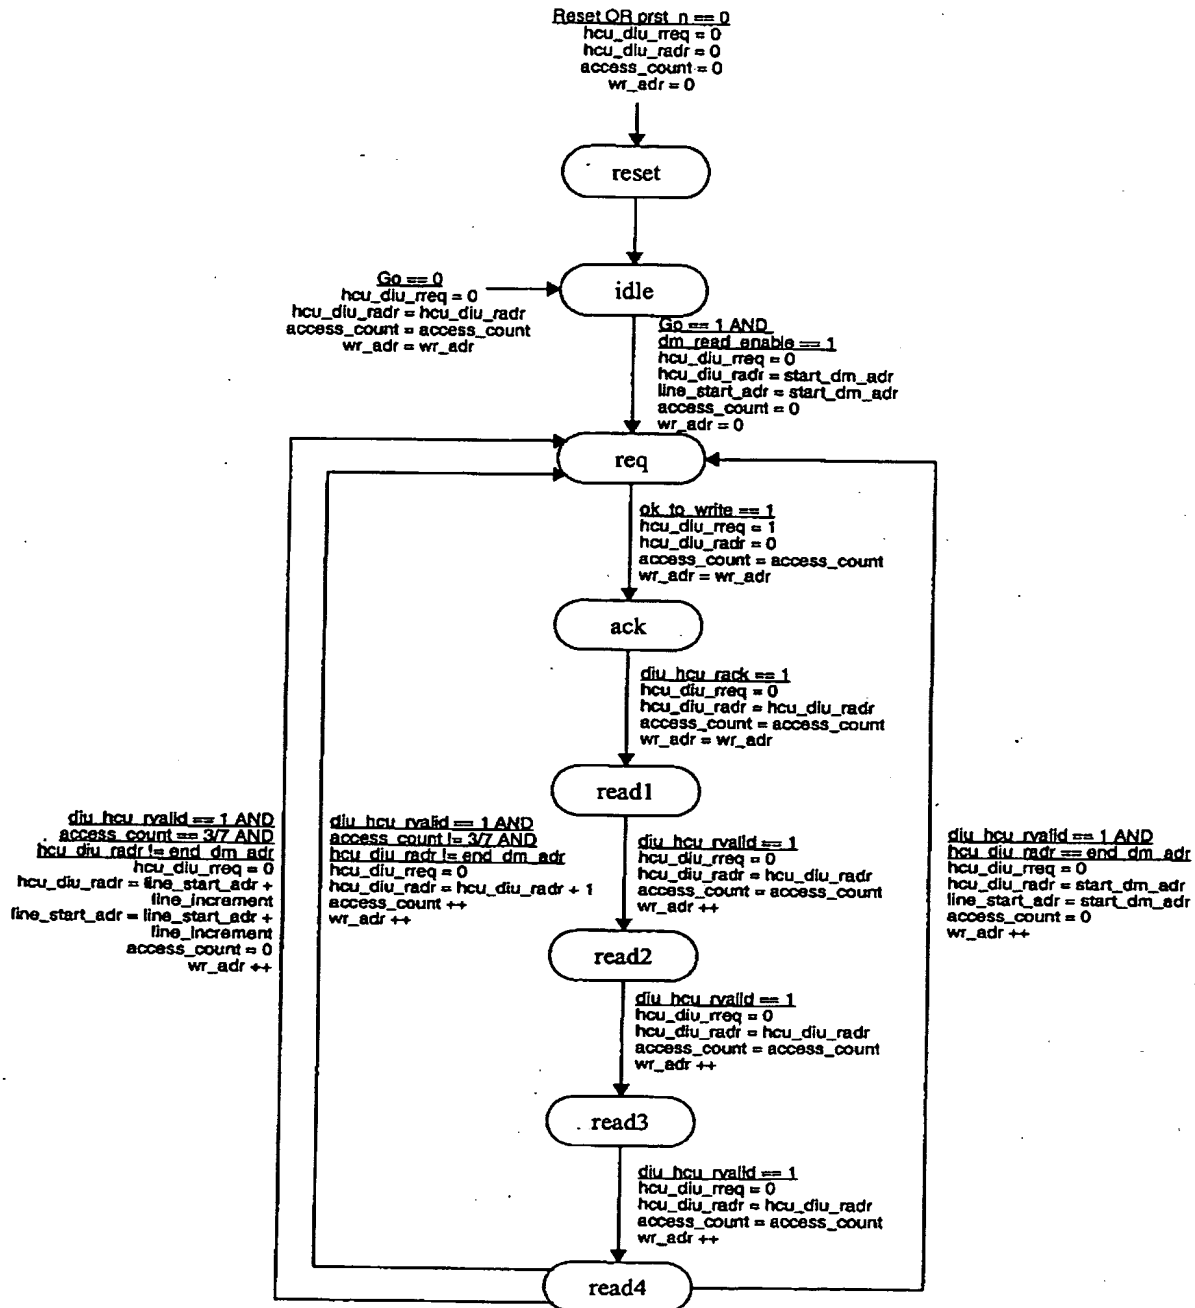 Reset OR prst_n == 0
hcu_diu_rreq = 0
hcu_diu_radr = 0
access_count = 0
wr_adr = 0
reset
idle
Go == 0
hcu_diu_rreq = 0
hcu_diu_radr = hcu_diu_radr
access_count = access_count
wr_adr = wr_adr
Go == 1 AND
dm_read_enable == 1
hcu_diu_rreq = 0
hcu_diu_radr = start_dm_adr
line_start_adr = start_dm_adr
access_count = 0
wr_adr = 0
req
ok_to_write == 1
hcu_diu_rreq = 1
hcu_diu_radr = 0
access_count = access_count
wr_adr = wr_adr
ack
diu_hcu_rack == 1
hcu_diu_rreq = 0
hcu_diu_radr = hcu_diu_radr
access_count = access_count
wr_adr = wr_adr
read1
diu_hcu_rvalid == 1 AND
access_count == 3/7 AND
hcu_diu_radr != end_dm_adr
hcu_diu_rreq = 0
hcu_diu_radr = line_start_adr +
line_increment
line_start_adr = line_start_adr +
line_increment
access_count = 0
wr_adr ++
diu_hcu_rvalid == 1 AND
access_count != 3/7 AND
hcu_diu_radr != end_dm_adr
hcu_diu_rreq = 0
hcu_diu_radr = hcu_diu_radr + 1
access_count ++
wr_adr ++
diu_hcu_rvalid == 1
hcu_diu_rreq = 0
hcu_diu_radr = hcu_diu_radr
access_count = access_count
wr_adr ++
diu_hcu_rvalid == 1 AND
hcu_diu_radr == end_dm_adr
hcu_diu_rreq = 0
hcu_diu_radr = start_dm_adr
line_start_adr = start_dm_adr
access_count = 0
wr_adr ++
read2
diu_hcu_rvalid == 1
hcu_diu_rreq = 0
hcu_diu_radr = hcu_diu_radr
access_count = access_count
wr_adr ++
read3
diu_hcu_rvalid == 1
hcu_diu_rreq = 0
hcu_diu_radr = hcu_diu_radr
access_count = access_count
wr_adr ++
read4